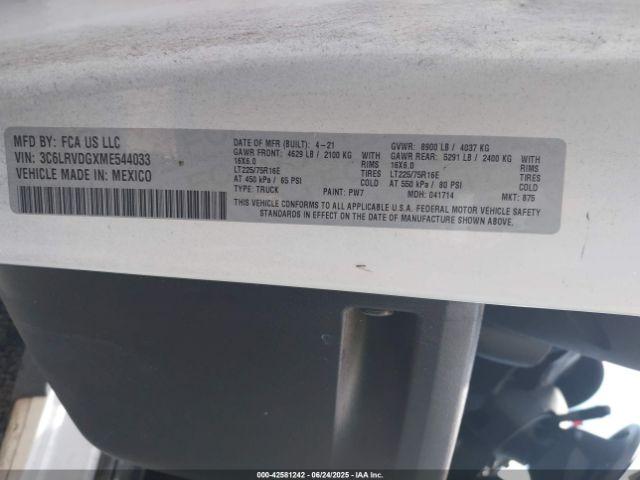 MFD BY: FCA US LLC
VIN: 3C6LRVDGXME544033
VEHICLE MADE IN: MEXICO
DATE OF MFR (BUILT): 4-21
GAWR FRONT: 4629 LB / 2100 KG WITH
16X6.0 RIMS
LT225/75R16E TIRES
AT 450 kPa / 65 PSI COLD
TYPE: TRUCK PAINT: PW7
GVWR: 8900 LB / 4037 KG
GAWR REAR: 5291 LB / 2400 KG WITH
16X6.0 RIMS
LT225/75R16E TIRES
AT 550 kPa / 80 PSI COLD
MDH: 041714 MKT: 875
THIS VEHICLE CONFORMS TO ALL APPLICABLE U.S.A. FEDERAL MOTOR VEHICLE SAFETY
STANDARDS IN EFFECT ON THE DATE OF MANUFACTURE SHOWN ABOVE.
000-42581242 - 06/24/2025 - IAA Inc.